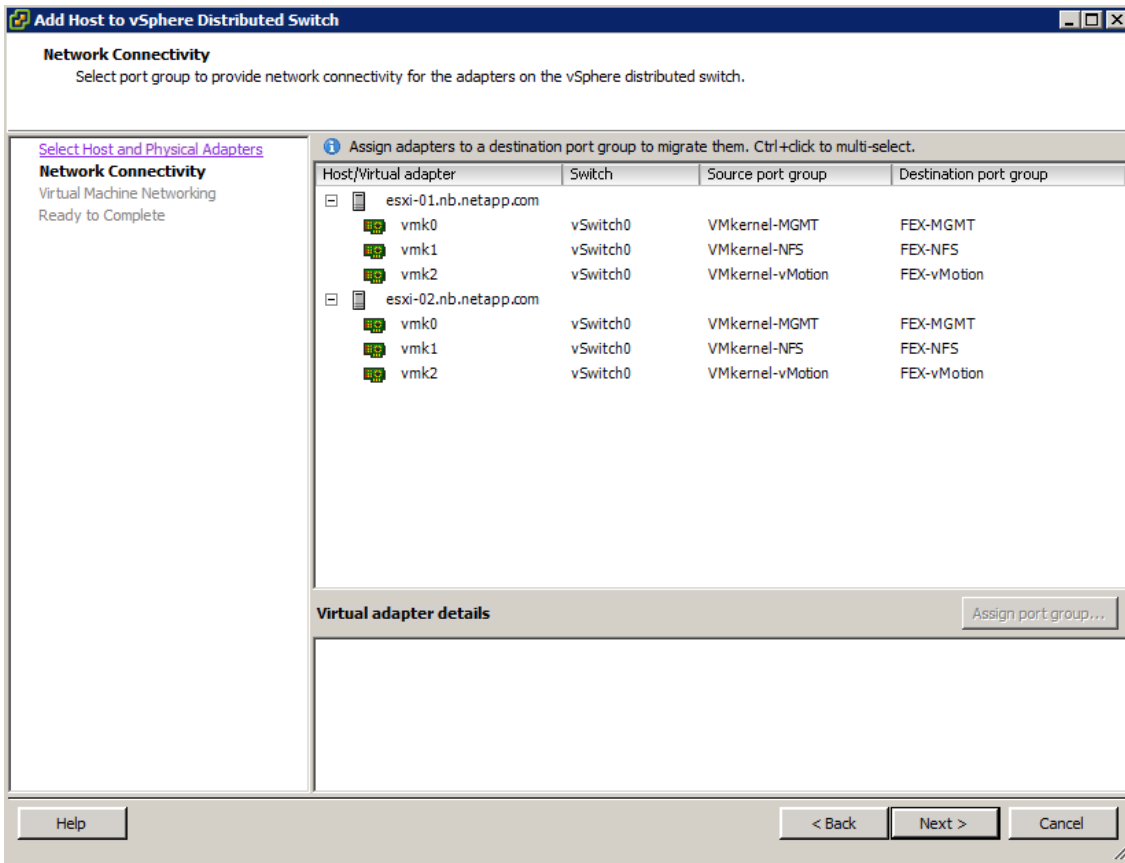 Add Host to vSphere Distributed Switch
Network Connectivity
Select port group to provide network connectivity for the adapters on the vSphere distributed switch.
Select Host and Physical Adapters
Network Connectivity
Virtual Machine Networking
Ready to Complete
Assign adapters to a destination port group to migrate them. Ctrl+click to multi-select.
Host/Virtual adapter Switch Source port group Destination port group
esxi-01.nb.netapp.com
vmk0 vSwitch0 VMkernel-MGMT FEX-MGMT
vmk1 vSwitch0 VMkernel-NFS FEX-NFS
vmk2 vSwitch0 VMkernel-vMotion FEX-vMotion
esxi-02.nb.netapp.com
vmk0 vSwitch0 VMkernel-MGMT FEX-MGMT
vmk1 vSwitch0 VMkernel-NFS FEX-NFS
vmk2 vSwitch0 VMkernel-vMotion FEX-vMotion
Virtual adapter details Assign port group...
Help < Back Next > Cancel